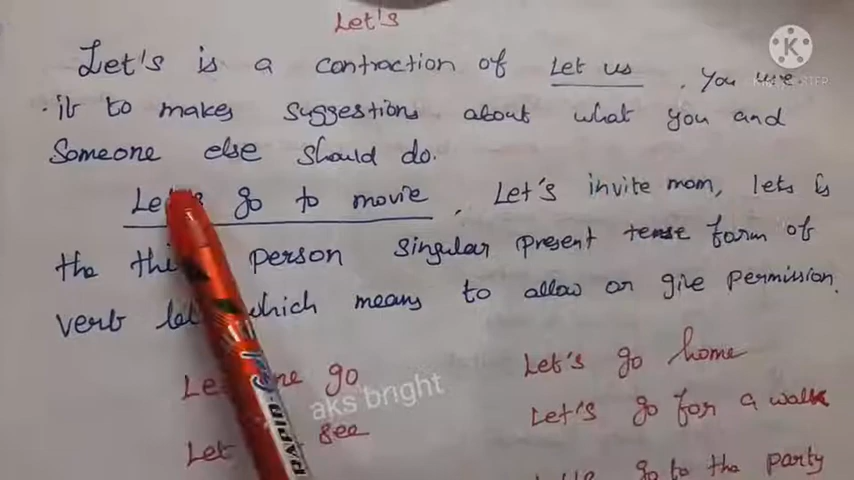 Let's
Let's is a contraction of Let us . You use
it to makes suggestions about what you and
Someone else should do.
Let's go to movie . Let's invite mom, lets is
the person singular present tense form of
verb which means to allow or give permission.
go Let's go home
Let see Let's go for a walk
go to the party
aks bright
K